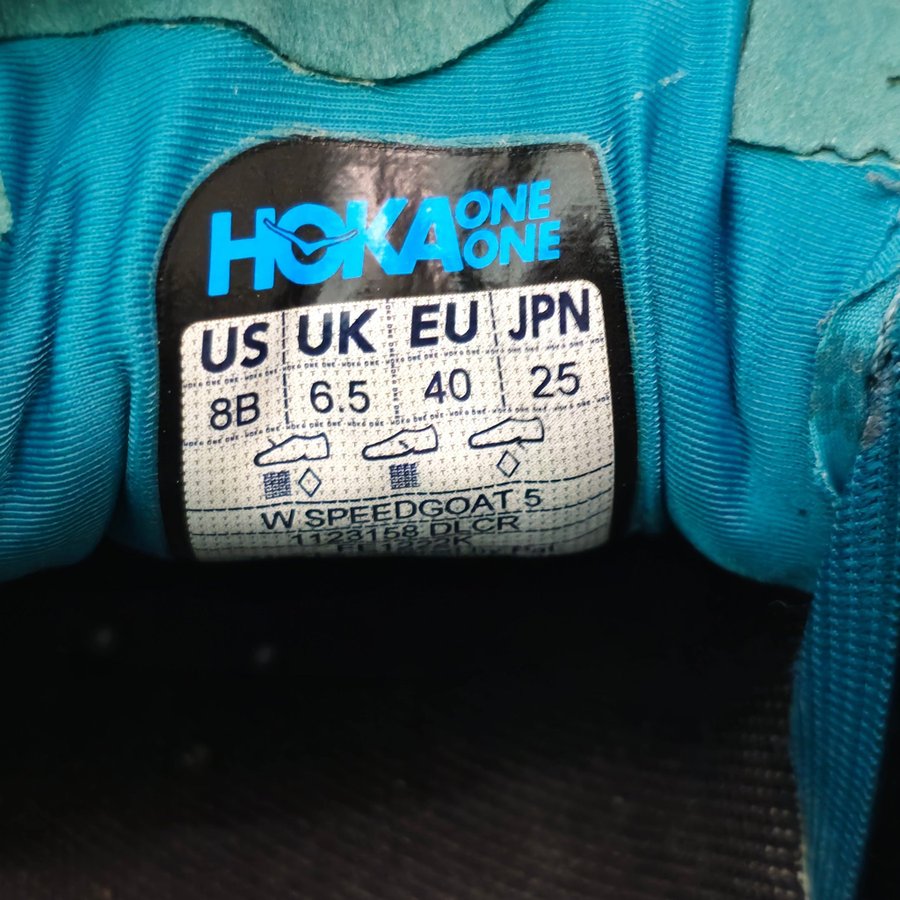 HOKA ONE ONE
US UK EU JPN
8B 6.5 40 25
W SPEEDGOAT 5
1123158 DLCR